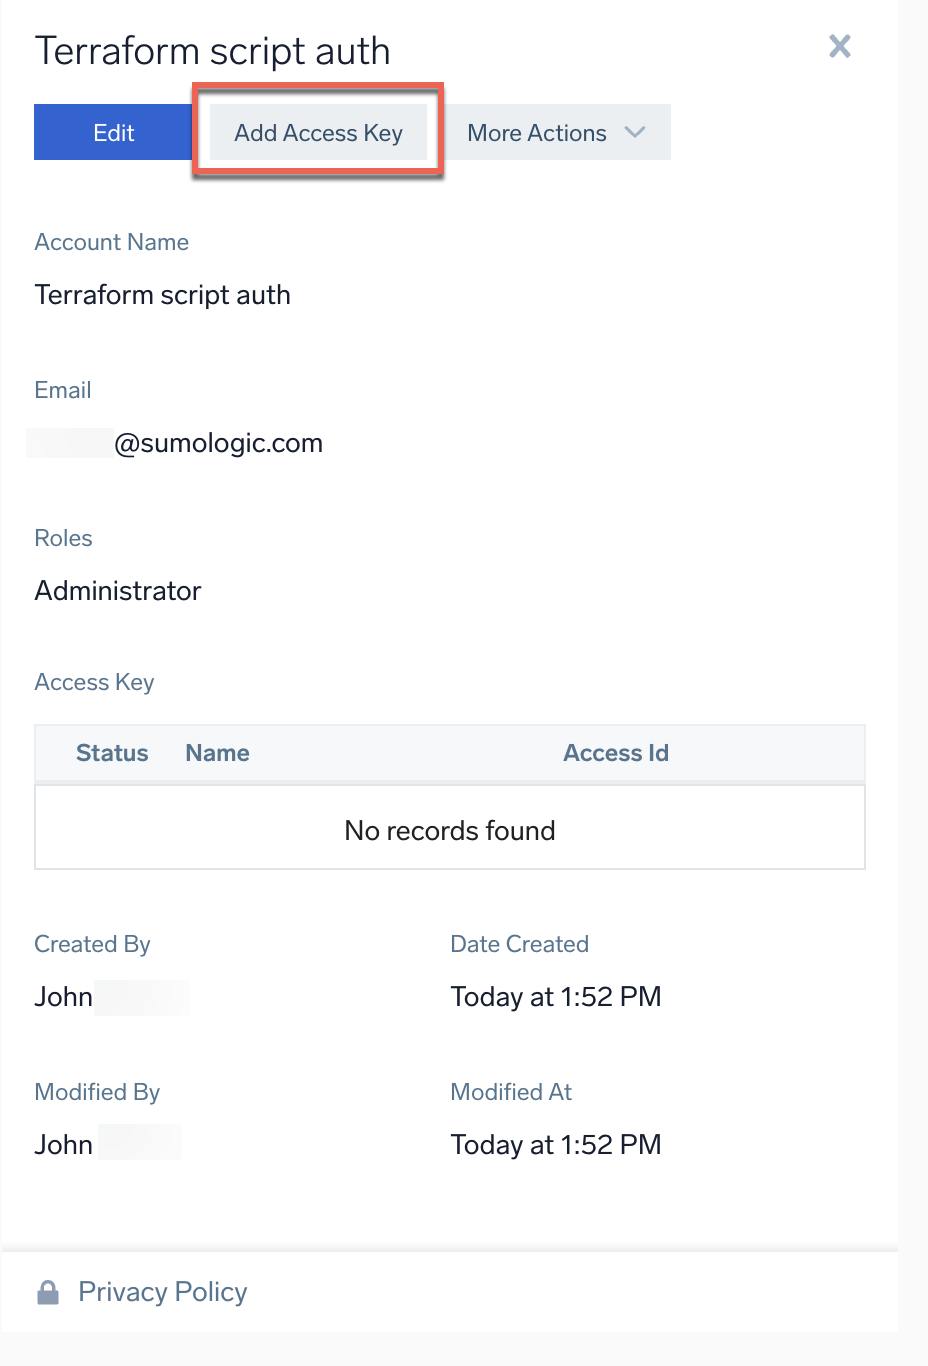 Terraform script auth
Edit Add Access Key More Actions
Account Name
Terraform script auth
Email
@sumologic.com
Roles
Administrator
Access Key
Status Name Access Id
No records found
Created By Date Created
John Today at 1:52 PM
Modified By Modified At
John Today at 1:52 PM
Privacy Policy